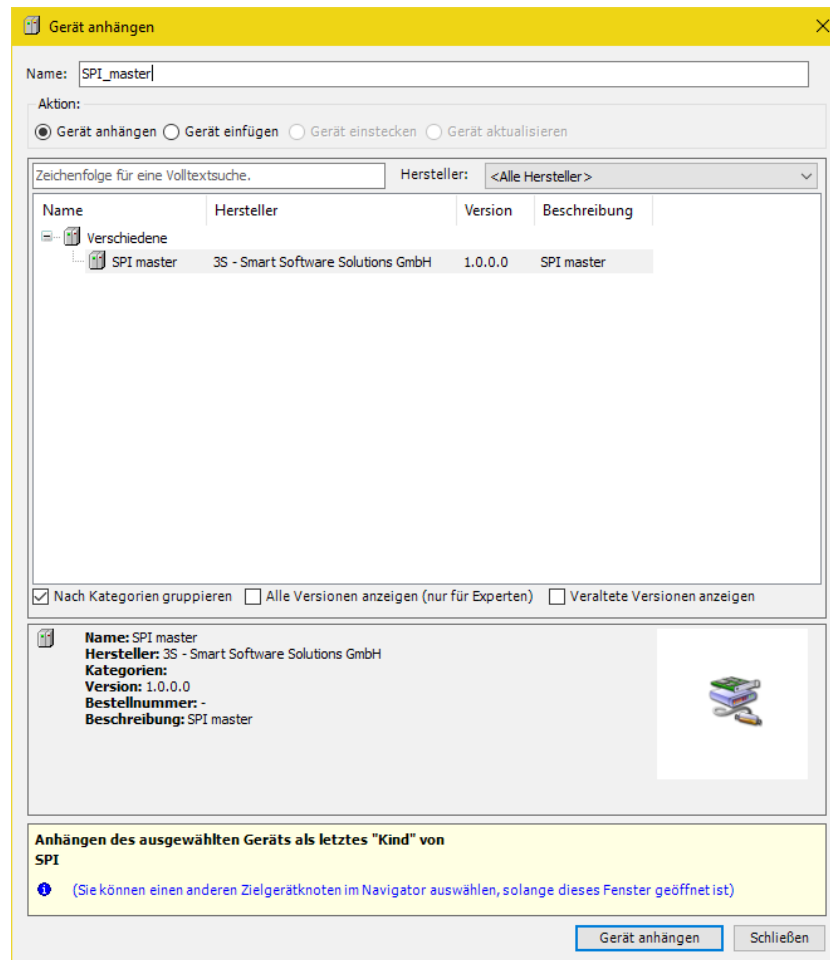 Gerät anhängen
Name: SPI_master
Aktion:
Gerät anhängen Gerät einfügen Gerät einstecken Gerät aktualisieren
Zeichenfolge für eine Volltextsuche. Hersteller: <Alle Hersteller>
Name Hersteller Version Beschreibung
Verschiedene
SPI master 3S - Smart Software Solutions GmbH 1.0.0.0 SPI master
Nach Kategorien gruppieren Alle Versionen anzeigen (nur für Experten) Veraltete Versionen anzeigen
Name: SPI master
Hersteller: 3S - Smart Software Solutions GmbH
Kategorien:
Version: 1.0.0.0
Bestellnummer: -
Beschreibung: SPI master
Anhängen des ausgewählten Geräts als letztes "Kind" von
SPI
(Sie können einen anderen Zielgerätknoten im Navigator auswählen, solange dieses Fenster geöffnet ist)
Gerät anhängen Schließen